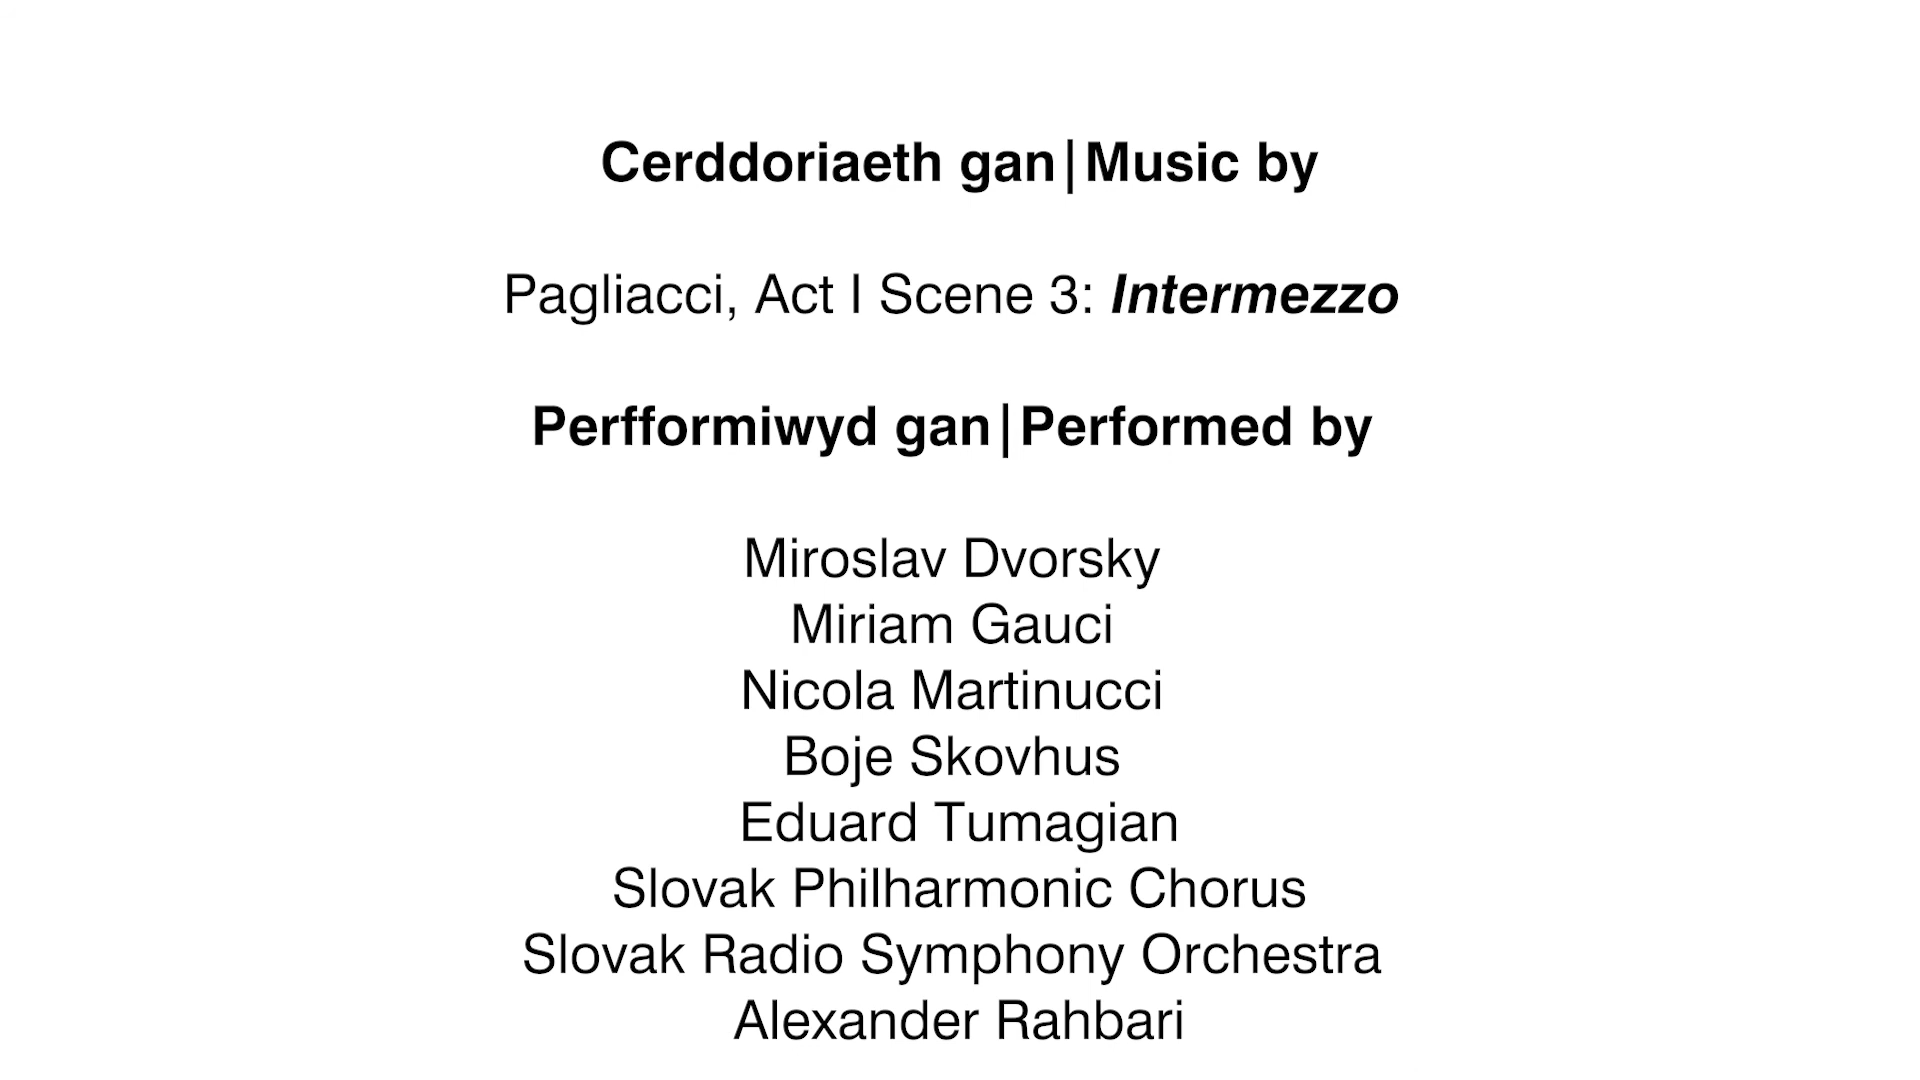 Cerddoriaeth gan|Music by
Pagliacci, Act I Scene 3: Intermezzo
Perfformiwyd gan|Performed by
Miroslav Dvorsky
Miriam Gauci
Nicola Martinucci
Boje Skovhus
Eduard Tumagian
Slovak Philharmonic Chorus
Slovak Radio Symphony Orchestra
Alexander Rahbari